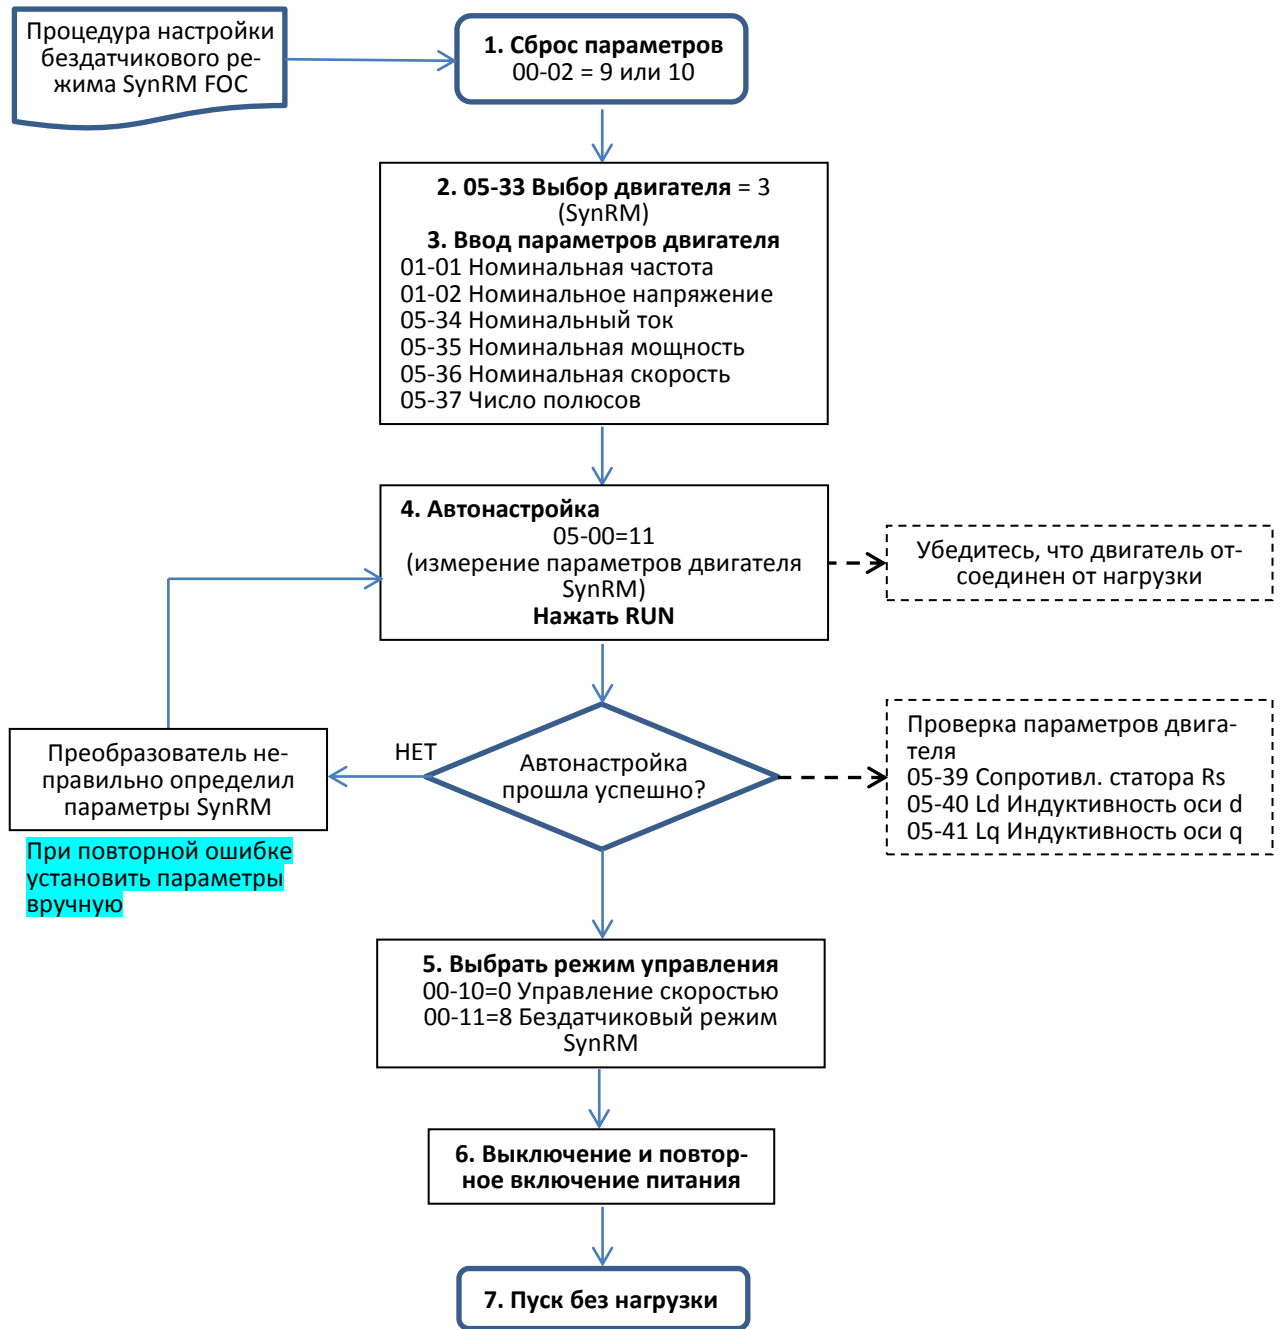 Процедура настройки
бездатчикового ре-
жима SynRM FOC
1. Сброс параметров
00-02 = 9 или 10
2. 05-33 Выбор двигателя = 3
(SynRM)
3. Ввод параметров двигателя
01-01 Номинальная частота
01-02 Номинальное напряжение
05-34 Номинальный ток
05-35 Номинальная мощность
05-36 Номинальная скорость
05-37 Число полюсов
4. Автонастройка
05-00=11
(измерение параметров двигателя
SynRM)
Нажать RUN
Убедитесь, что двигатель от-
соединен от нагрузки
Автонастройка
прошла успешно?
НЕТ
Преобразователь не-
правильно определил
параметры SynRM
При повторной ошибке
установить параметры
вручную
Проверка параметров двига-
теля
05-39 Сопротивл. статора Rs
05-40 Ld Индуктивность оси d
05-41 Lq Индуктивность оси q
5. Выбрать режим управления
00-10=0 Управление скоростью
00-11=8 Бездатчиковый режим
SynRM
6. Выключение и повтор-
ное включение питания
7. Пуск без нагрузки